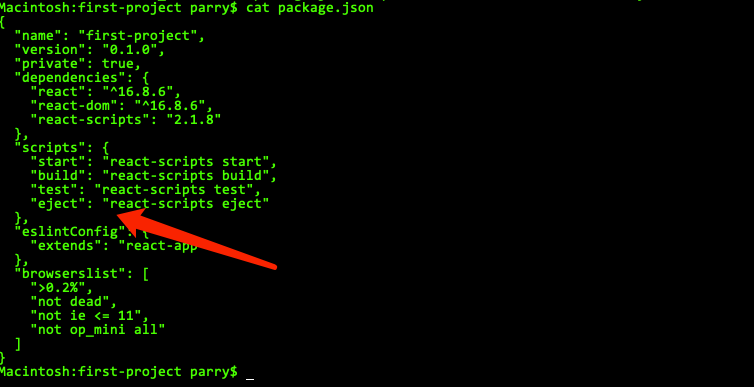 Macintosh:first-project parry$ cat package.json
{
  "name": "first-project",
  "version": "0.1.0",
  "private": true,
  "dependencies": {
    "react": "^16.8.6",
    "react-dom": "^16.8.6",
    "react-scripts": "2.1.8"
  },
  "scripts": {
    "start": "react-scripts start",
    "build": "react-scripts build",
    "test": "react-scripts test",
    "eject": "react-scripts eject"
  },
  "eslintConfig": {
    "extends": "react-app
  },
  "browserslist": [
    ">0.2%",
    "not dead",
    "not ie <= 11",
    "not op_mini all"
  ]
}
Macintosh:first-project parry$ _